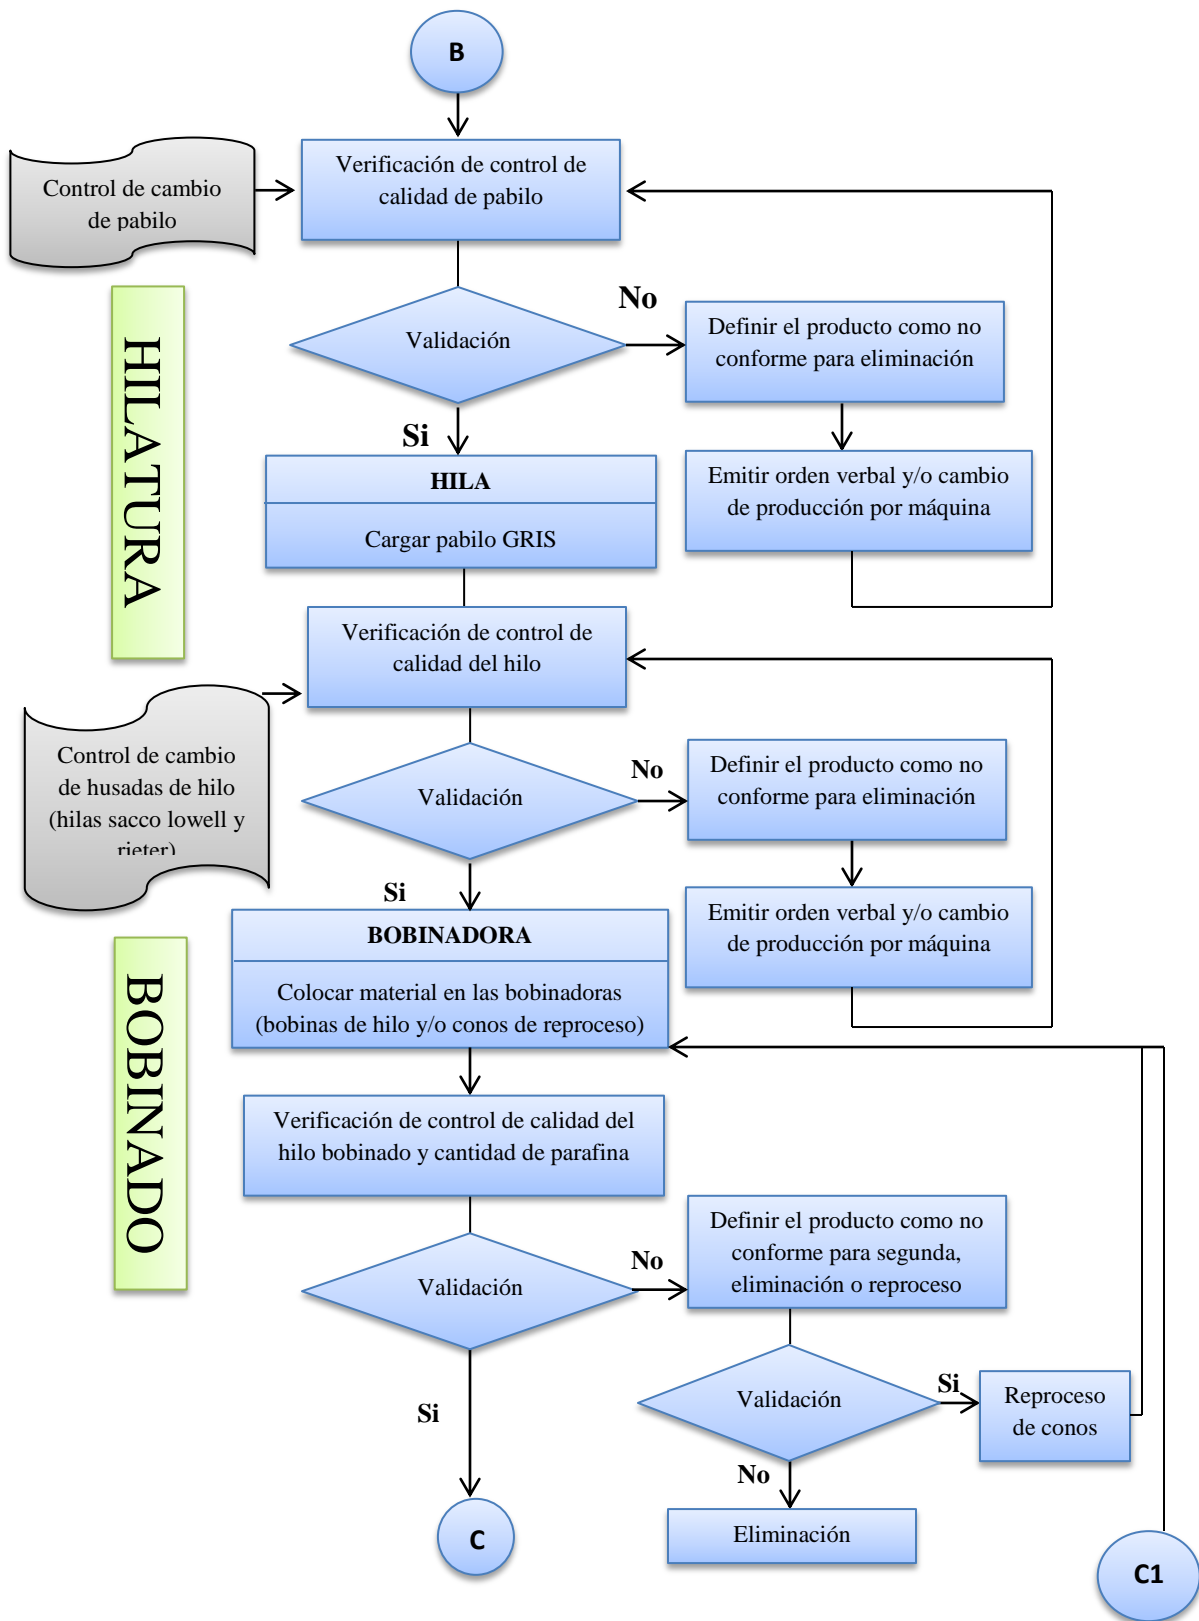 B
Verificación de control de
calidad de pabilo
Control de cambio
de pabilo
No
Validación
Definir el producto como no
conforme para eliminación
HILATURA
Si
HILA
Cargar pabilo GRIS
Emitir orden verbal y/o cambio
de producción por máquina
Verificación de control de
calidad del hilo
Control de cambio
de husadas de hilo
(hilas sacco lowell y
rieter)
No
Validación
Definir el producto como no
conforme para eliminación
Si
BOBINADORA
Colocar material en las bobinadoras
(bobinas de hilo y/o conos de reproceso)
Emitir orden verbal y/o cambio
de producción por máquina
BOBINADO
Verificación de control de calidad del
hilo bobinado y cantidad de parafina
No
Validación
Definir el producto como no
conforme para segunda,
eliminación o reproceso
Si
Validación
Si
Reproceso
de conos
No
Eliminación
C
C1